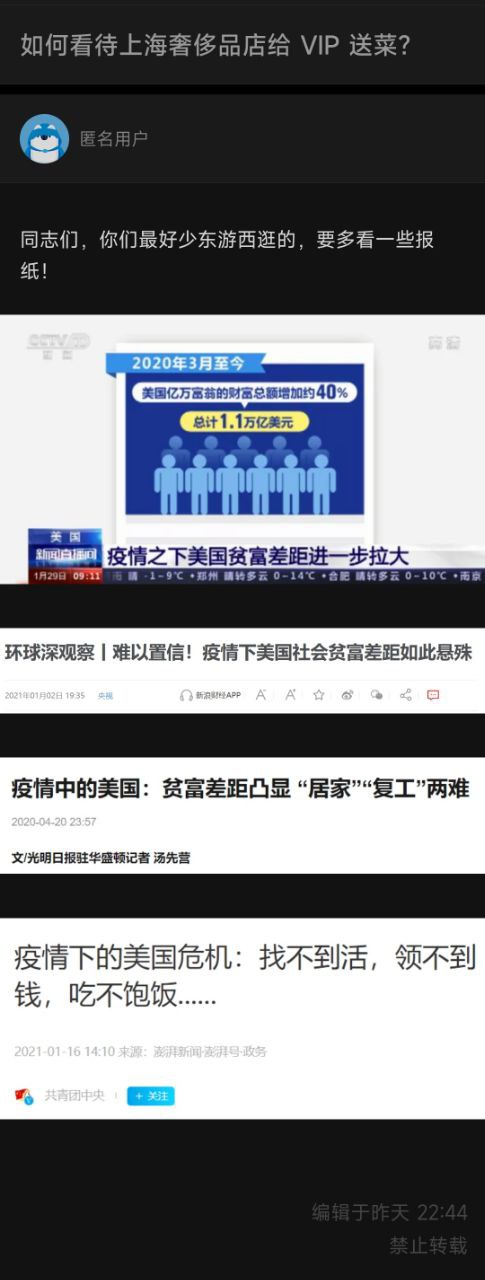 如何看待上海奢侈品店给 VIP 送菜？
匿名用户
同志们，你们最好少东游西逛的，要多看一些报
纸！
CCTV
高清
2020年3月至今
美国亿万富翁的财富总额增加约40%
总计1.1万亿美元
美国
新闻直播间
疫情之下美国贫富差距进一步拉大
1月29日 09:11
晴 -1~9℃ •郑州 晴转多云 0~14℃ •合肥 晴转多云 0~10℃ •南京
环球深观察丨难以置信！疫情下美国社会贫富差距如此悬殊
2021年01月02日 19:35 央视
新浪财经APP
疫情中的美国：贫富差距凸显 “居家”“复工”两难
2020-04-20 23:57
文/光明日报驻华盛顿记者 汤先营
疫情下的美国危机：找不到活，领不到
钱，吃不饱饭……
2021-01-16 14:10 来源：澎湃新闻·澎湃号·政务
共青团中央
+ 关注
编辑于昨天 22:44
禁止转载